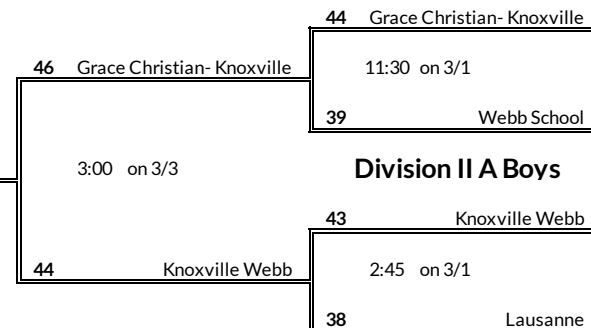 44 Grace Christian- Knoxville
46 Grace Christian- Knoxville
11:30 on 3/1
39 Webb School
3:00 on 3/3
Division II A Boys
43 Knoxville Webb
44 Knoxville Webb
2:45 on 3/1
38 Lausanne